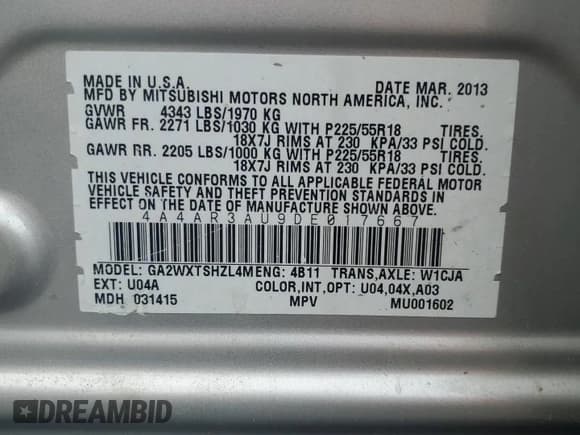 MADE IN U.S.A. DATE MAR. 2013
MFD BY MITSUBISHI MOTORS NORTH AMERICA, INC.
GVWR 4343 LBS/1970 KG
GAWR FR. 2271 LBS/1030 KG WITH P225/55R18 TIRES.
18X7J RIMS AT 230 KPA/33 PSI COLD.
GAWR RR. 2205 LBS/1000 KG WITH P225/55R18 TIRES.
18X7J RIMS AT 230 KPA/33 PSI COLD.
THIS VEHICLE CONFORMS TO ALL APPLICABLE FEDERAL MOTOR
VEHICLE SAFETY AND THEFT PREVENTION STANDARDS IN
EFFECT ON THE DATE OF MANUFACTURE SHOWN ABOVE.
4A4AR3AU9DE017667
MODEL: GA2WXTSHZL4M ENG: 4B11 TRANS,AXLE: W1CJA
EXT: U04A COLOR,INT,OPT: U04,04X,A03
MDH 031415 MPV MU001602
DREAMBID